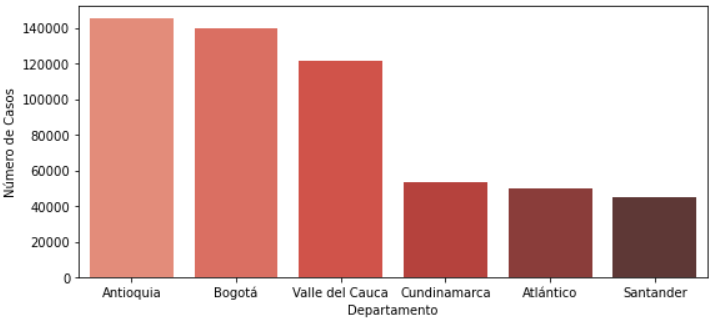 Número de Casos
140000
120000
100000
80000
60000
40000
20000
0
Antioquia Bogotá Valle del Cauca Cundinamarca Atlántico Santander
Departamento